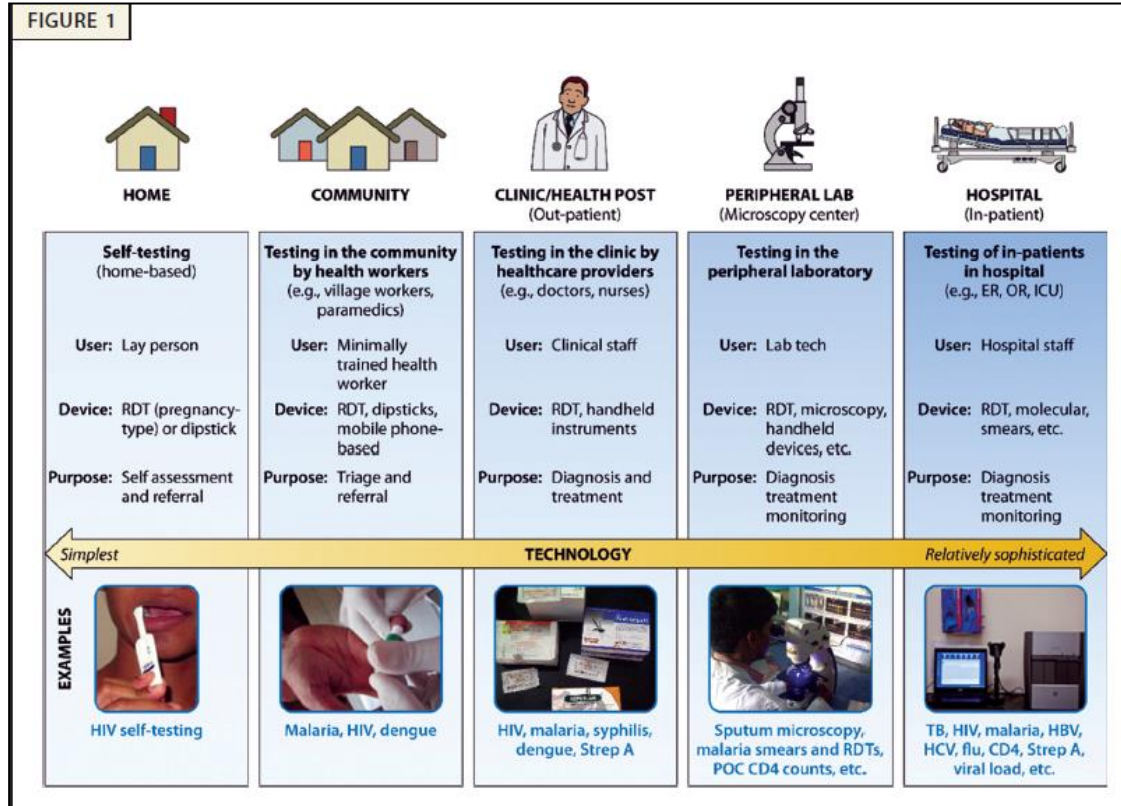 FIGURE 1
HOME
COMMUNITY
CLINIC/HEALTH POST
(Out-patient)
PERIPHERAL LAB
(Microscopy center)
HOSPITAL
(In-patient)
Self-testing
(home-based)
User: Lay person
Device: RDT (pregnancy-
type) or dipstick
Purpose: Self assessment
and referral
Testing in the community
by health workers
(e.g., village workers,
paramedics)
User: Minimally
trained health
worker
Device: RDT, dipsticks,
mobile phone-
based
Purpose: Triage and
referral
Testing in the clinic by
healthcare providers
(e.g., doctors, nurses)
User: Clinical staff
Device: RDT, handheld
instruments
Purpose: Diagnosis and
treatment
Testing in the
peripheral laboratory
User: Lab tech
Device: RDT, microscopy,
handheld
devices, etc.
Purpose: Diagnosis
treatment
monitoring
Testing of in-patients
in hospital
(e.g., ER, OR, ICU)
User: Hospital staff
Device: RDT, molecular,
smears, etc.
Purpose: Diagnosis
treatment
monitoring
Simplest
TECHNOLOGY
Relatively sophisticated
EXAMPLES
HIV self-testing
Malaria, HIV, dengue
HIV, malaria, syphilis,
dengue, Strep A
Sputum microscopy,
malaria smears and RDTs,
POC CD4 counts, etc.
TB, HIV, malaria, HBV,
HCV, flu, CD4, Strep A,
viral load, etc.